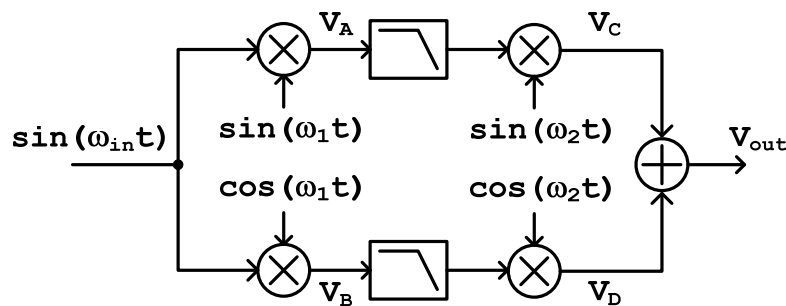 V_A
V_C
sin(ω_in t)
sin(ω_1 t)
sin(ω_2 t)
V_out
cos(ω_1 t)
cos(ω_2 t)
V_B
V_D